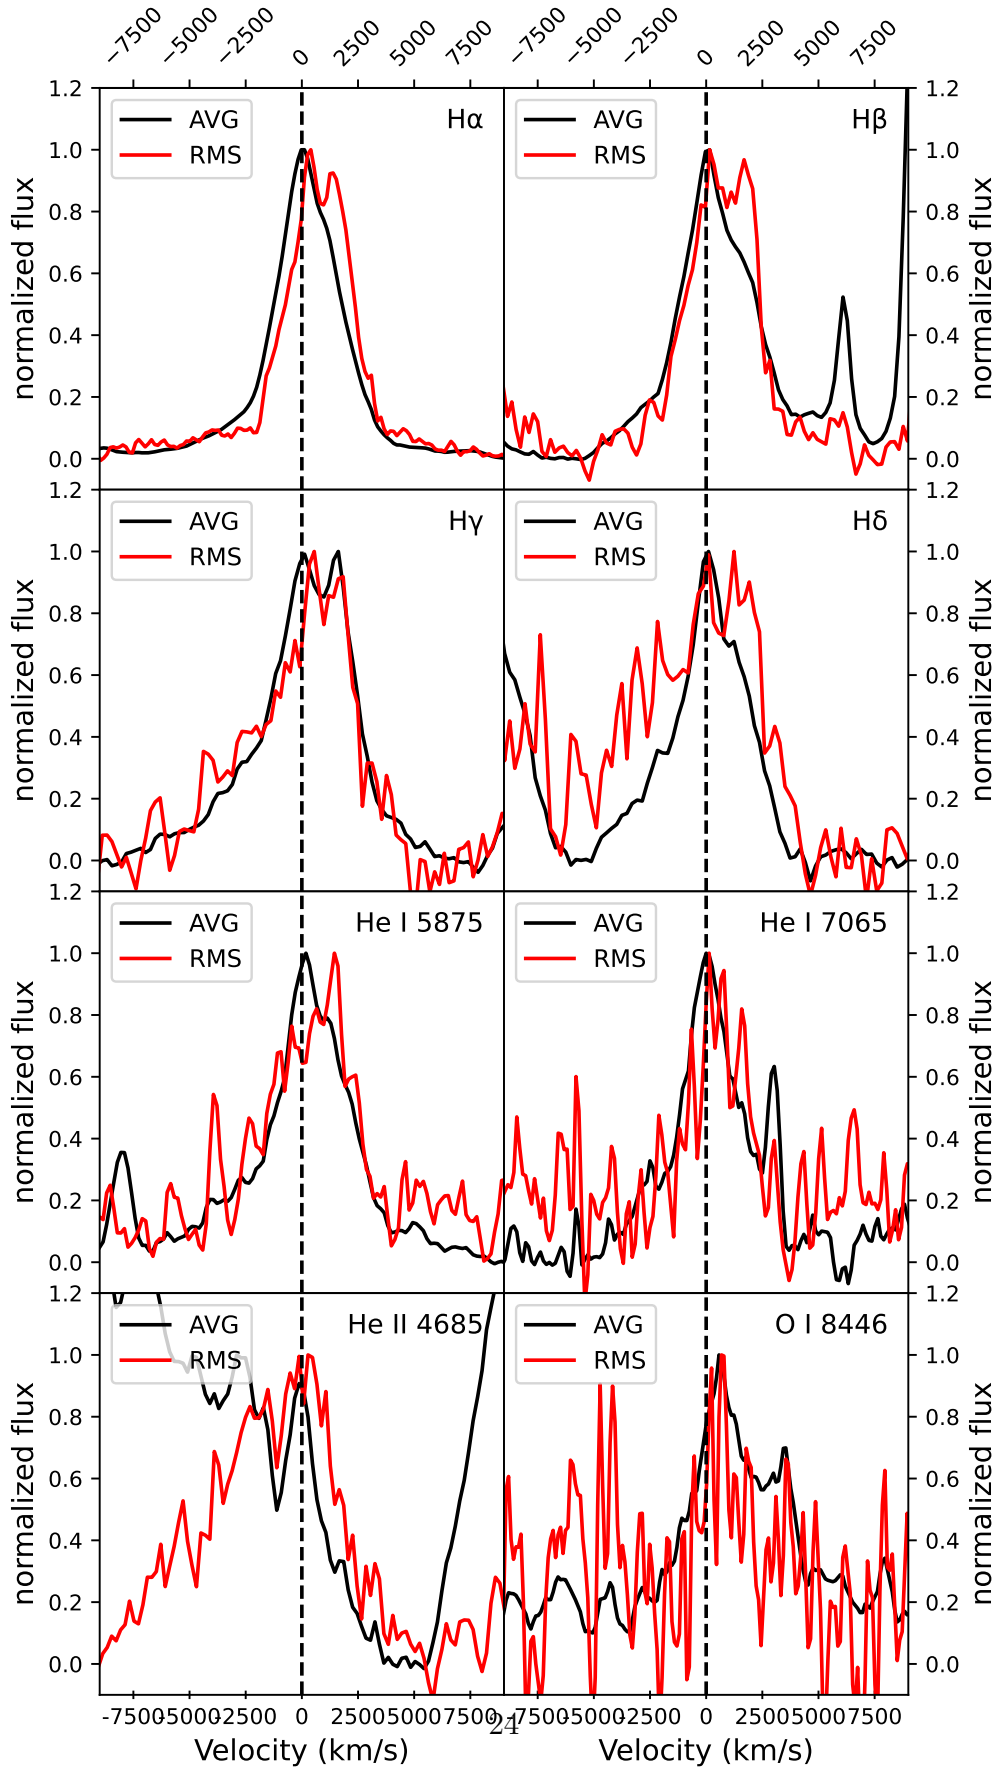 −7500 −5000 −2500 0 2500 5000 7500 −7500 −5000 −2500 0 2500 5000 7500
1.2 1.2
AVG Hα AVG Hβ
RMS RMS
1.0 1.0
0.8 0.8
0.6 0.6
0.4 0.4
0.2 0.2
0.0 0.0
normalized flux normalized flux
1.2 1.2
AVG Hγ AVG Hδ
RMS RMS
1.0 1.0
0.8 0.8
0.6 0.6
0.4 0.4
0.2 0.2
0.0 0.0
normalized flux normalized flux
1.2 1.2
AVG He I 5875 AVG He I 7065
RMS RMS
1.0 1.0
0.8 0.8
0.6 0.6
0.4 0.4
0.2 0.2
0.0 0.0
normalized flux normalized flux
1.2 1.2
AVG He II 4685 AVG O I 8446
RMS RMS
1.0 1.0
0.8 0.8
0.6 0.6
0.4 0.4
0.2 0.2
0.0 0.0
normalized flux normalized flux
-7500 -5000 -2500 0 2500 5000 7500 -7500 -5000 -2500 0 2500 5000 7500
24
Velocity (km/s) Velocity (km/s)